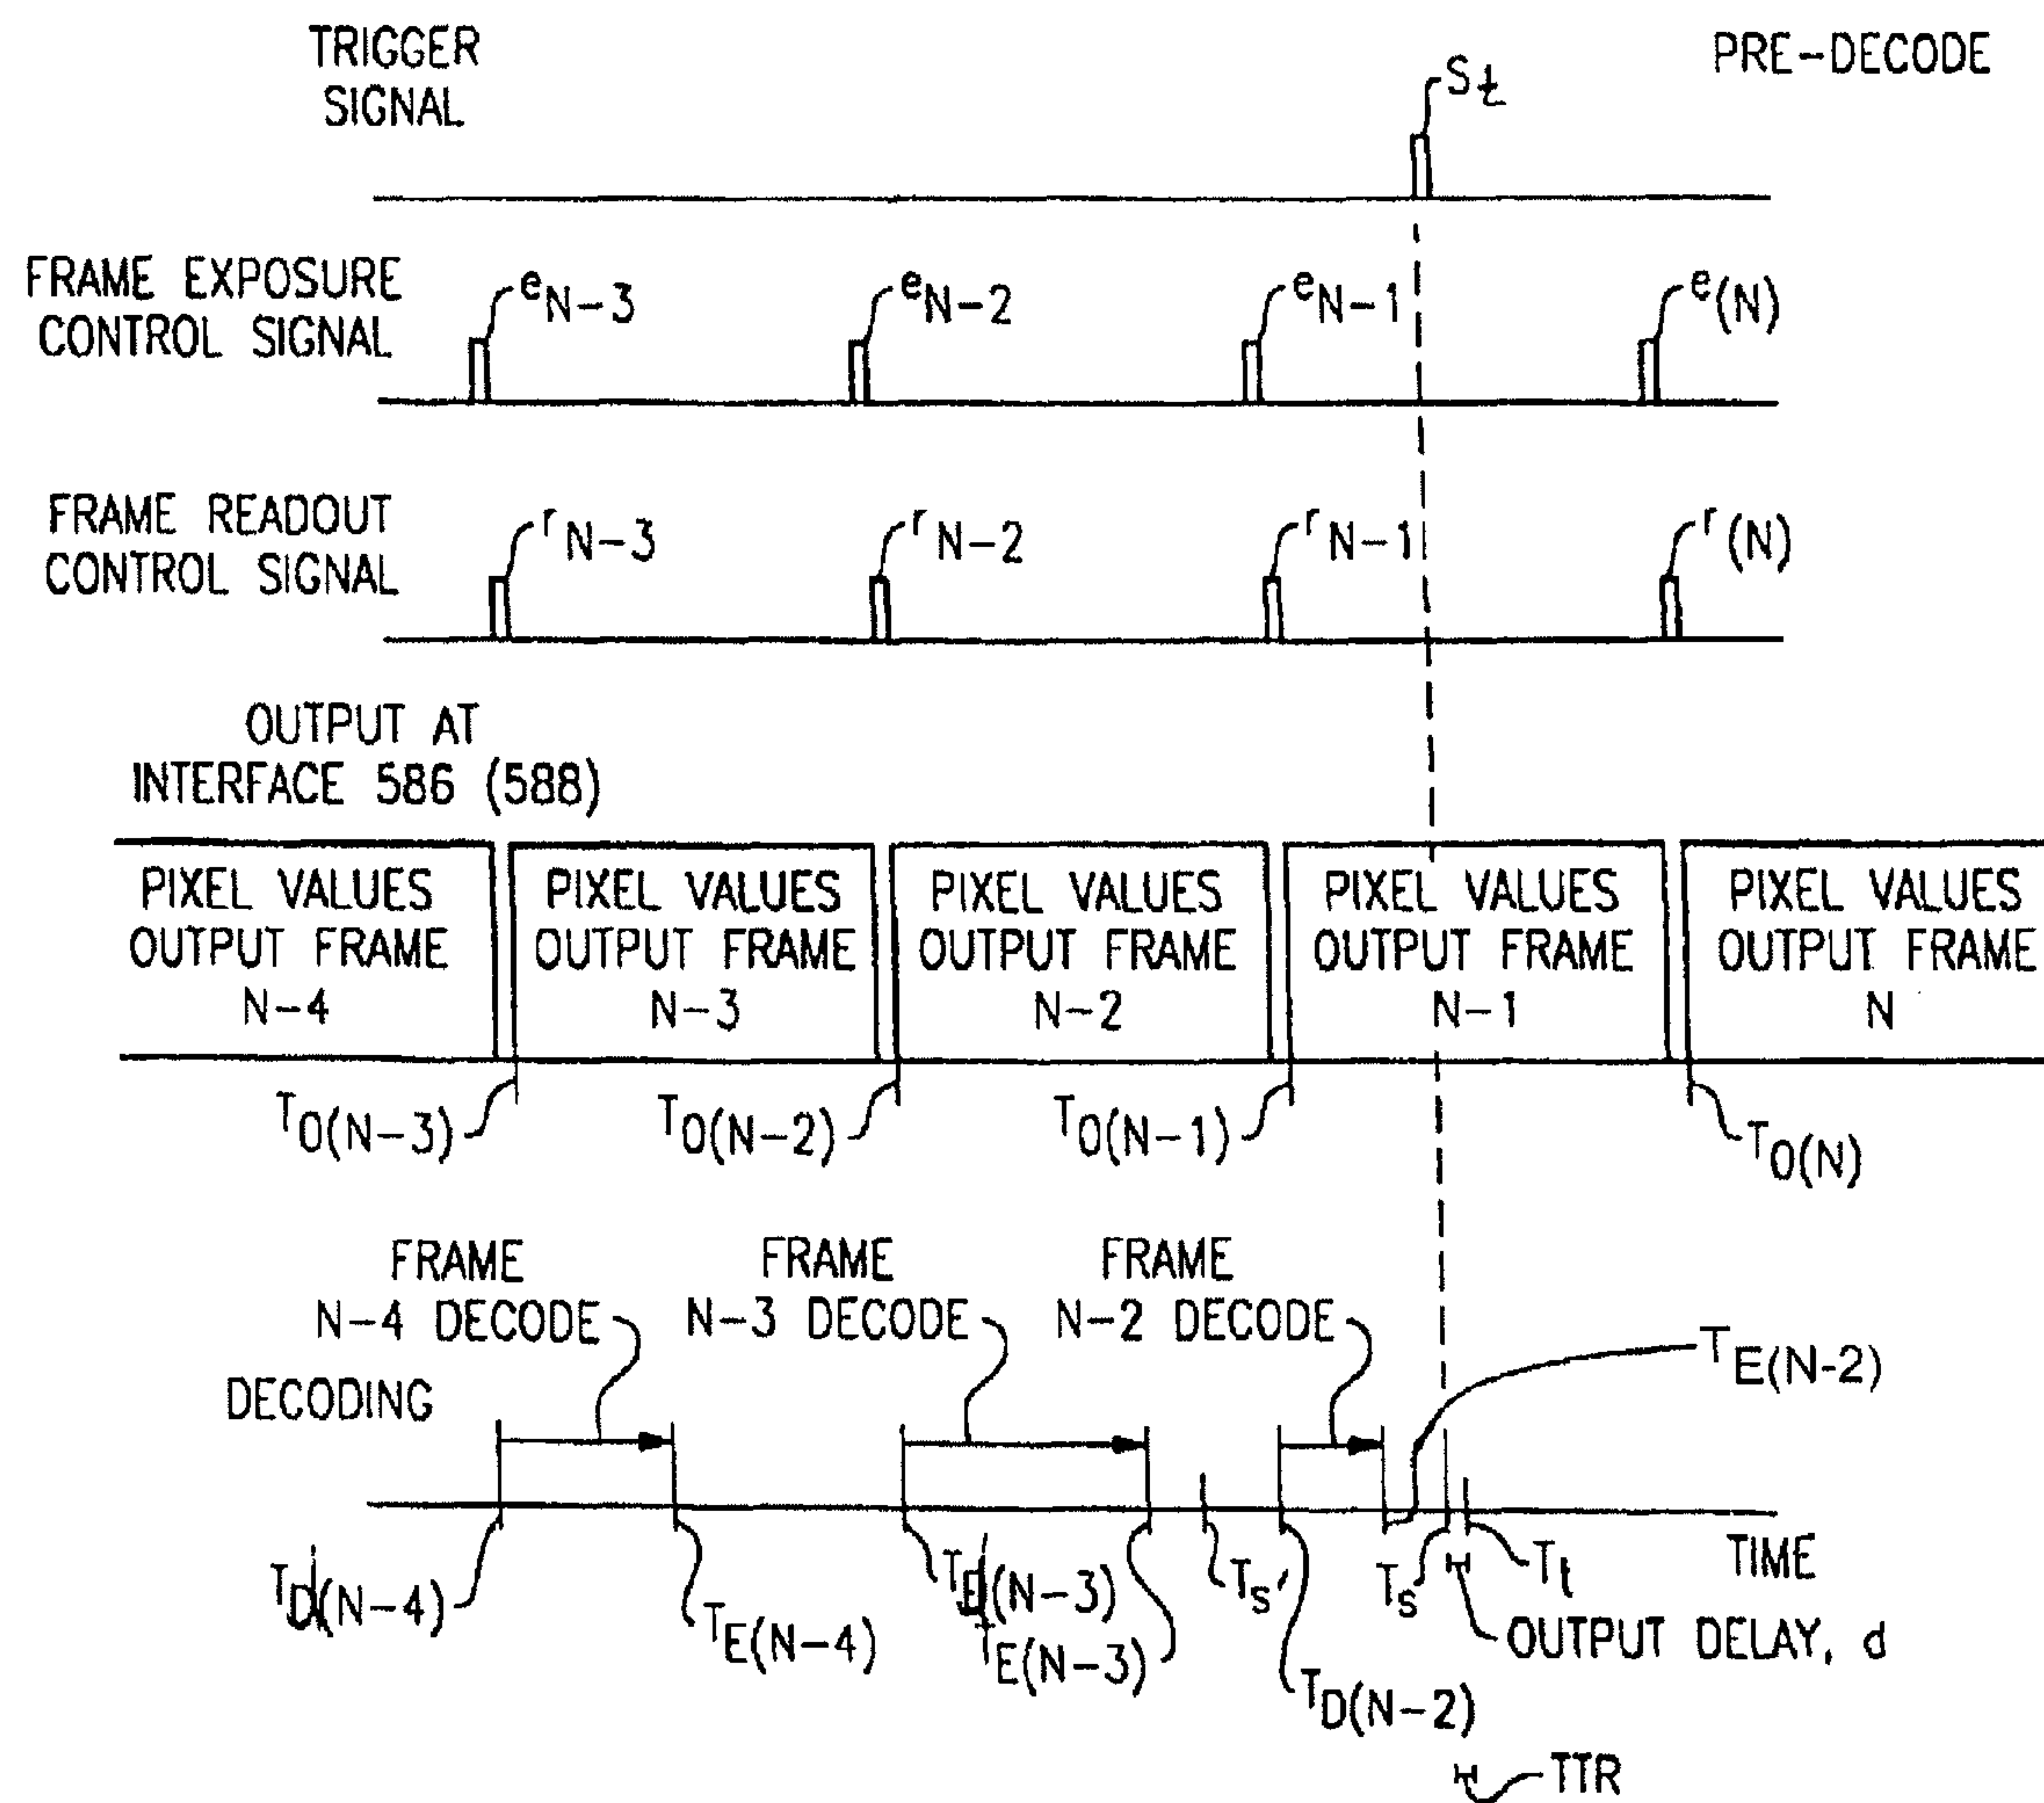 TRIGGER
SIGNAL
PRE-DECODE
St
FRAME EXPOSURE
CONTROL SIGNAL
eN-3
eN-2
eN-1
e(N)
FRAME READOUT
CONTROL SIGNAL
rN-3
rN-2
rN-1
r(N)
OUTPUT AT
INTERFACE 586 (588)
PIXEL VALUES
OUTPUT FRAME
N-4
PIXEL VALUES
OUTPUT FRAME
N-3
PIXEL VALUES
OUTPUT FRAME
N-2
PIXEL VALUES
OUTPUT FRAME
N-1
PIXEL VALUES
OUTPUT FRAME
N
TO(N-3)
TO(N-2)
TO(N-1)
TO(N)
FRAME
N-4 DECODE
FRAME
N-3 DECODE
FRAME
N-2 DECODE
TE(N-2)
DECODING
TD(N-4)
TE(N-4)
TD(N-3)
TE(N-3)
Ts'
TD(N-2)
Ts
Tt
TIME
OUTPUT DELAY, d
TTR